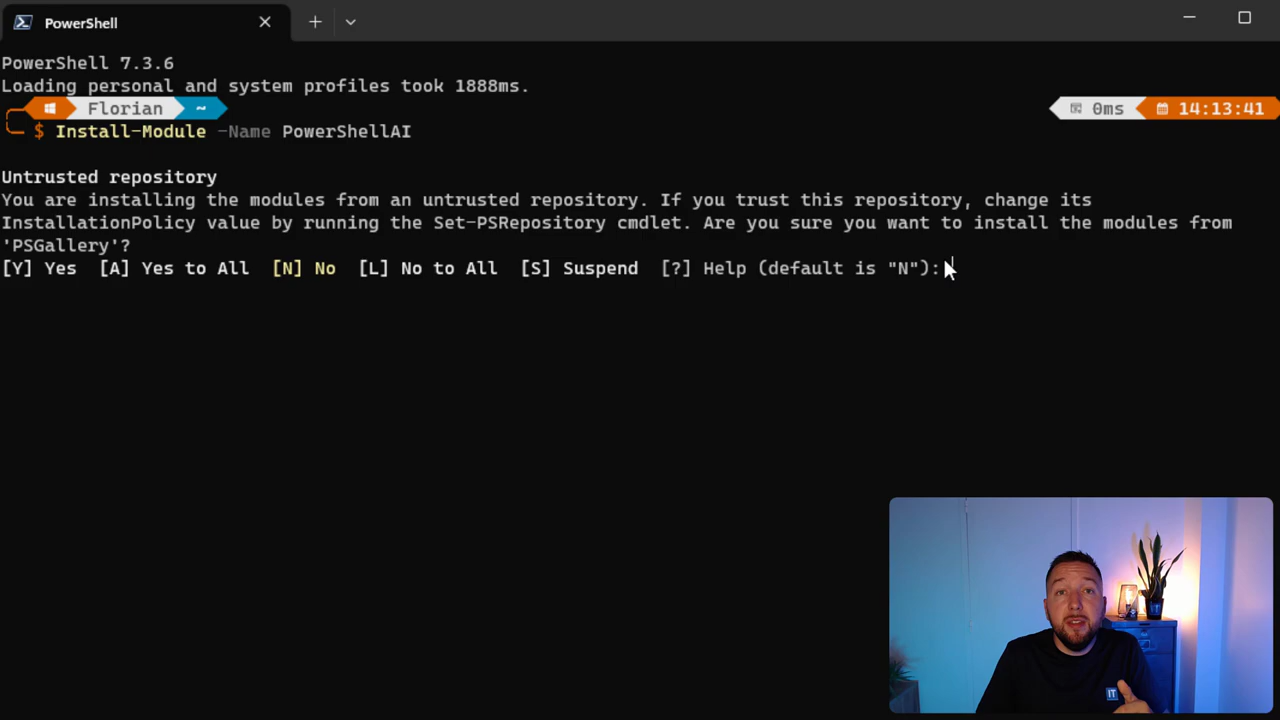 PowerShell
PowerShell 7.3.6
Loading personal and system profiles took 1888ms.
Florian ~ 0ms 14:13:41
$ Install-Module -Name PowerShellAI
Untrusted repository
You are installing the modules from an untrusted repository. If you trust this repository, change its
InstallationPolicy value by running the Set-PSRepository cmdlet. Are you sure you want to install the modules from
'PSGallery'?
[Y] Yes [A] Yes to All [N] No [L] No to All [S] Suspend [?] Help (default is "N"):
IT